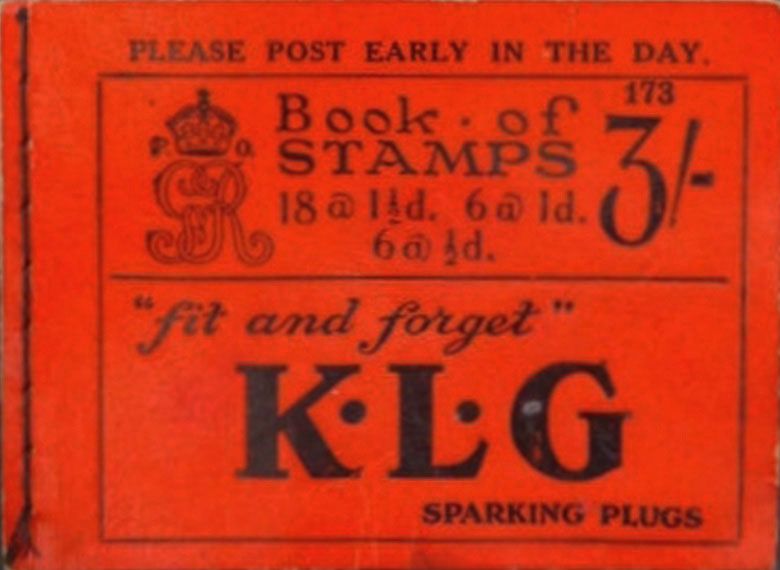 PLEASE POST EARLY IN THE DAY.
173
Book · of 3/-
P O
GR
STAMPS
18 @ 1½d. 6 @ 1d.
6 @ ½d.
"fit and forget"
K·L·G
SPARKING PLUGS